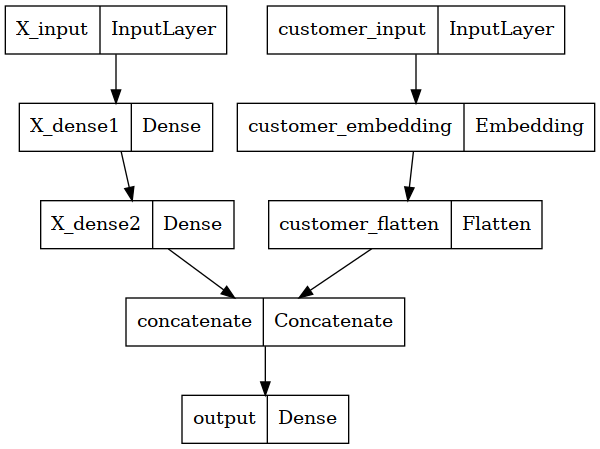 X_input InputLayer customer_input InputLayer
X_dense1 Dense customer_embedding Embedding
X_dense2 Dense customer_flatten Flatten
concatenate Concatenate
output Dense